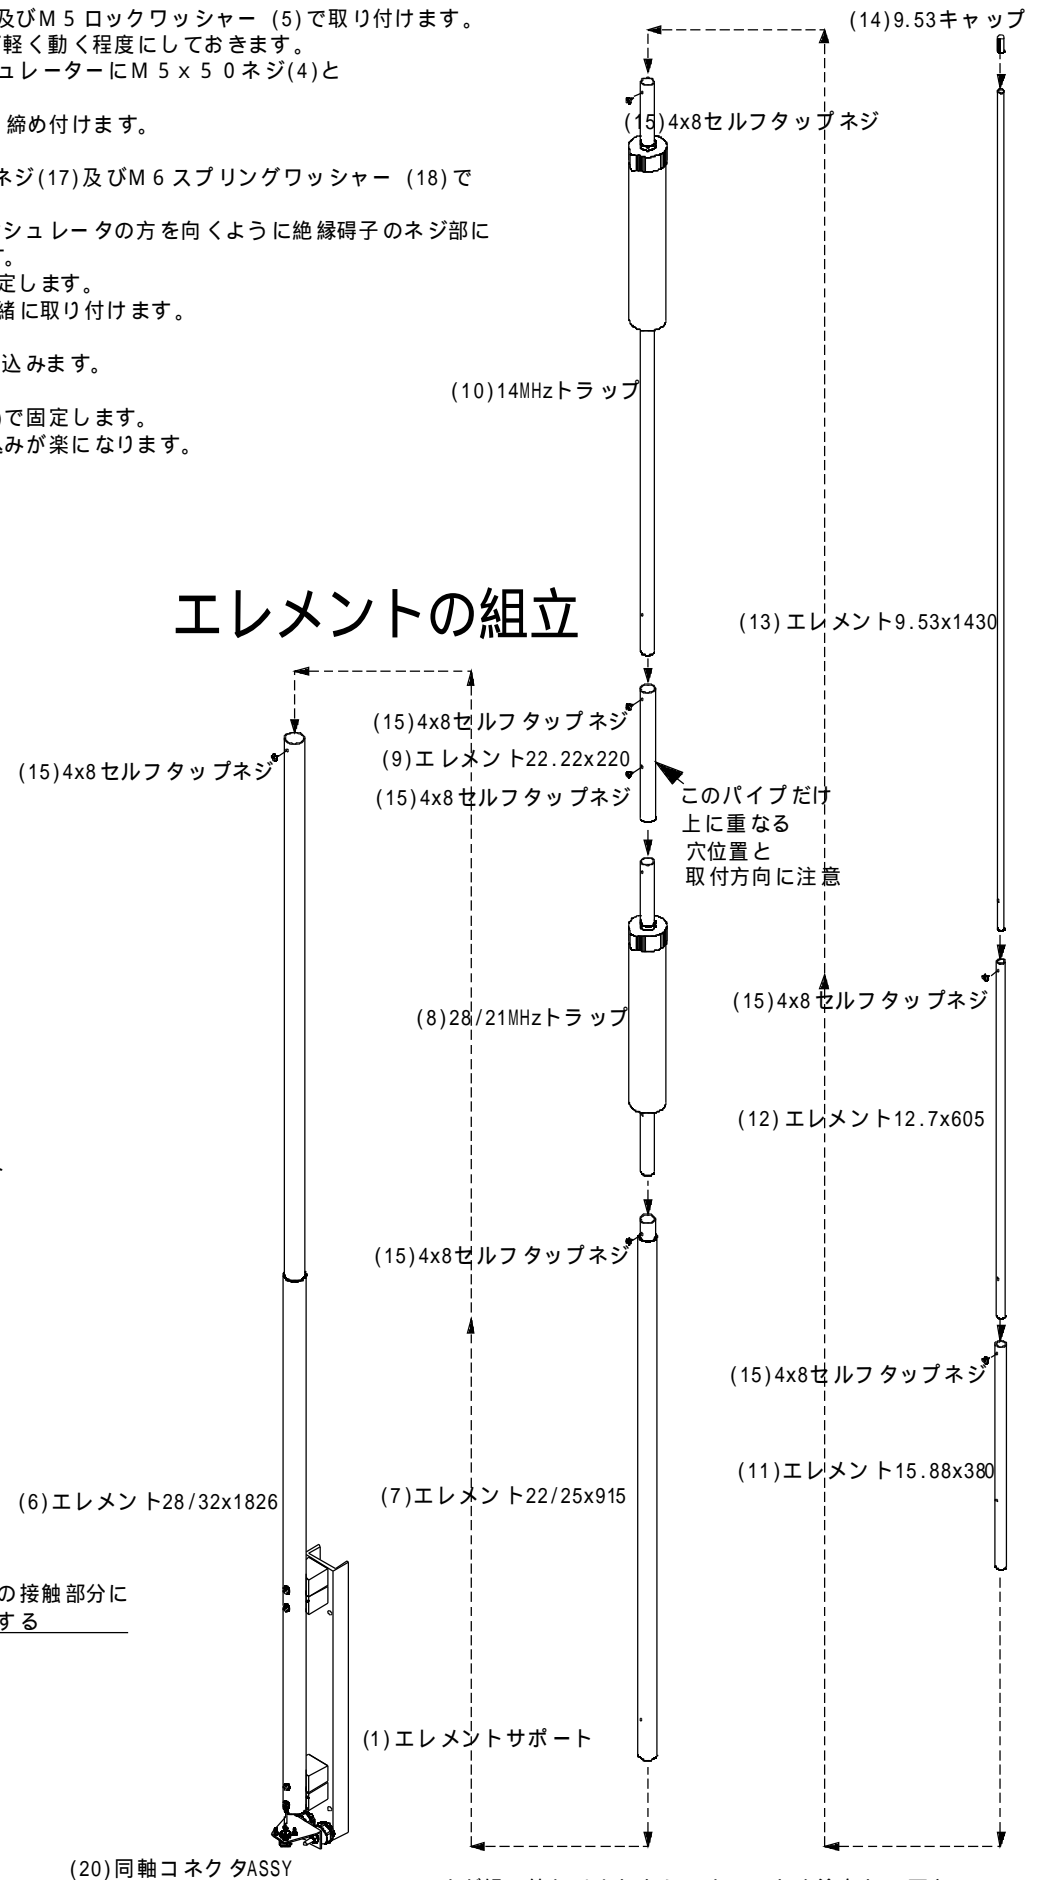 及びM5ロックワッシャー (5)で取り付けます。
軽く動く程度にしておきます。
ュレーターにM5x50ネジ(4)と
締め付けます。
ネジ(17)及びM6スプリングワッシャー (18)で
シュレータの方を向くように絶縁碍子のネジ部に
す。
定します。
緒に取り付けます。
込みます。
)で固定します。
込みが楽になります。
エレメントの組立
(14)9.53キャップ
(15)4x8セルフタップネジ
(10)14MHzトラップ
(13)エレメント9.53x1430
(15)4x8セルフタップネジ
(9)エレメント22.22x220
(15)4x8セルフタップネジ
(15)4x8セルフタップネジ
このパイプだけ
上に重なる
穴位置と
取付方向に注意
(8)28/21MHzトラップ
(15)4x8セルフタップネジ
(12)エレメント12.7x605
(15)4x8セルフタップネジ
(15)4x8セルフタップネジ
(11)エレメント15.88x380
(6)エレメント28/32x1826
(7)エレメント22/25x915
の接触部分に
する
(1)エレメントサポート
(20)同軸コネクタASSY